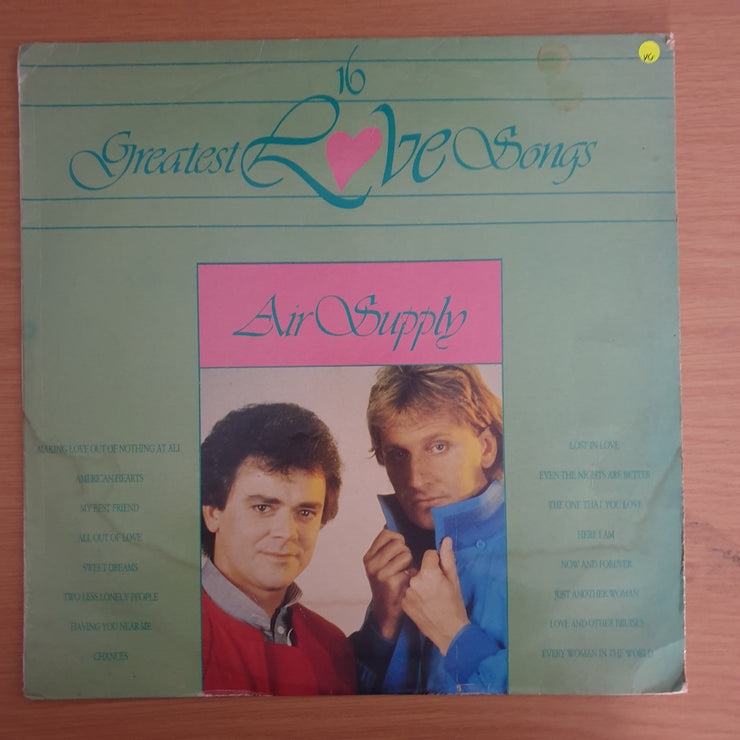 16
Greatest Love Songs
VG
Air Supply
MAKING LOVE OUT OF NOTHING AT ALL
AMERICAN HEARTS
MY BEST FRIEND
ALL OUT OF LOVE
SWEET DREAMS
TWO LESS LONELY PEOPLE
HAVING YOU NEAR ME
CHANCES
LOST IN LOVE
EVEN THE NIGHTS ARE BETTER
THE ONE THAT YOU LOVE
HERE I AM
NOW AND FOREVER
JUST ANOTHER WOMAN
LOVE AND OTHER BRUISES
EVERY WOMAN IN THE WORLD